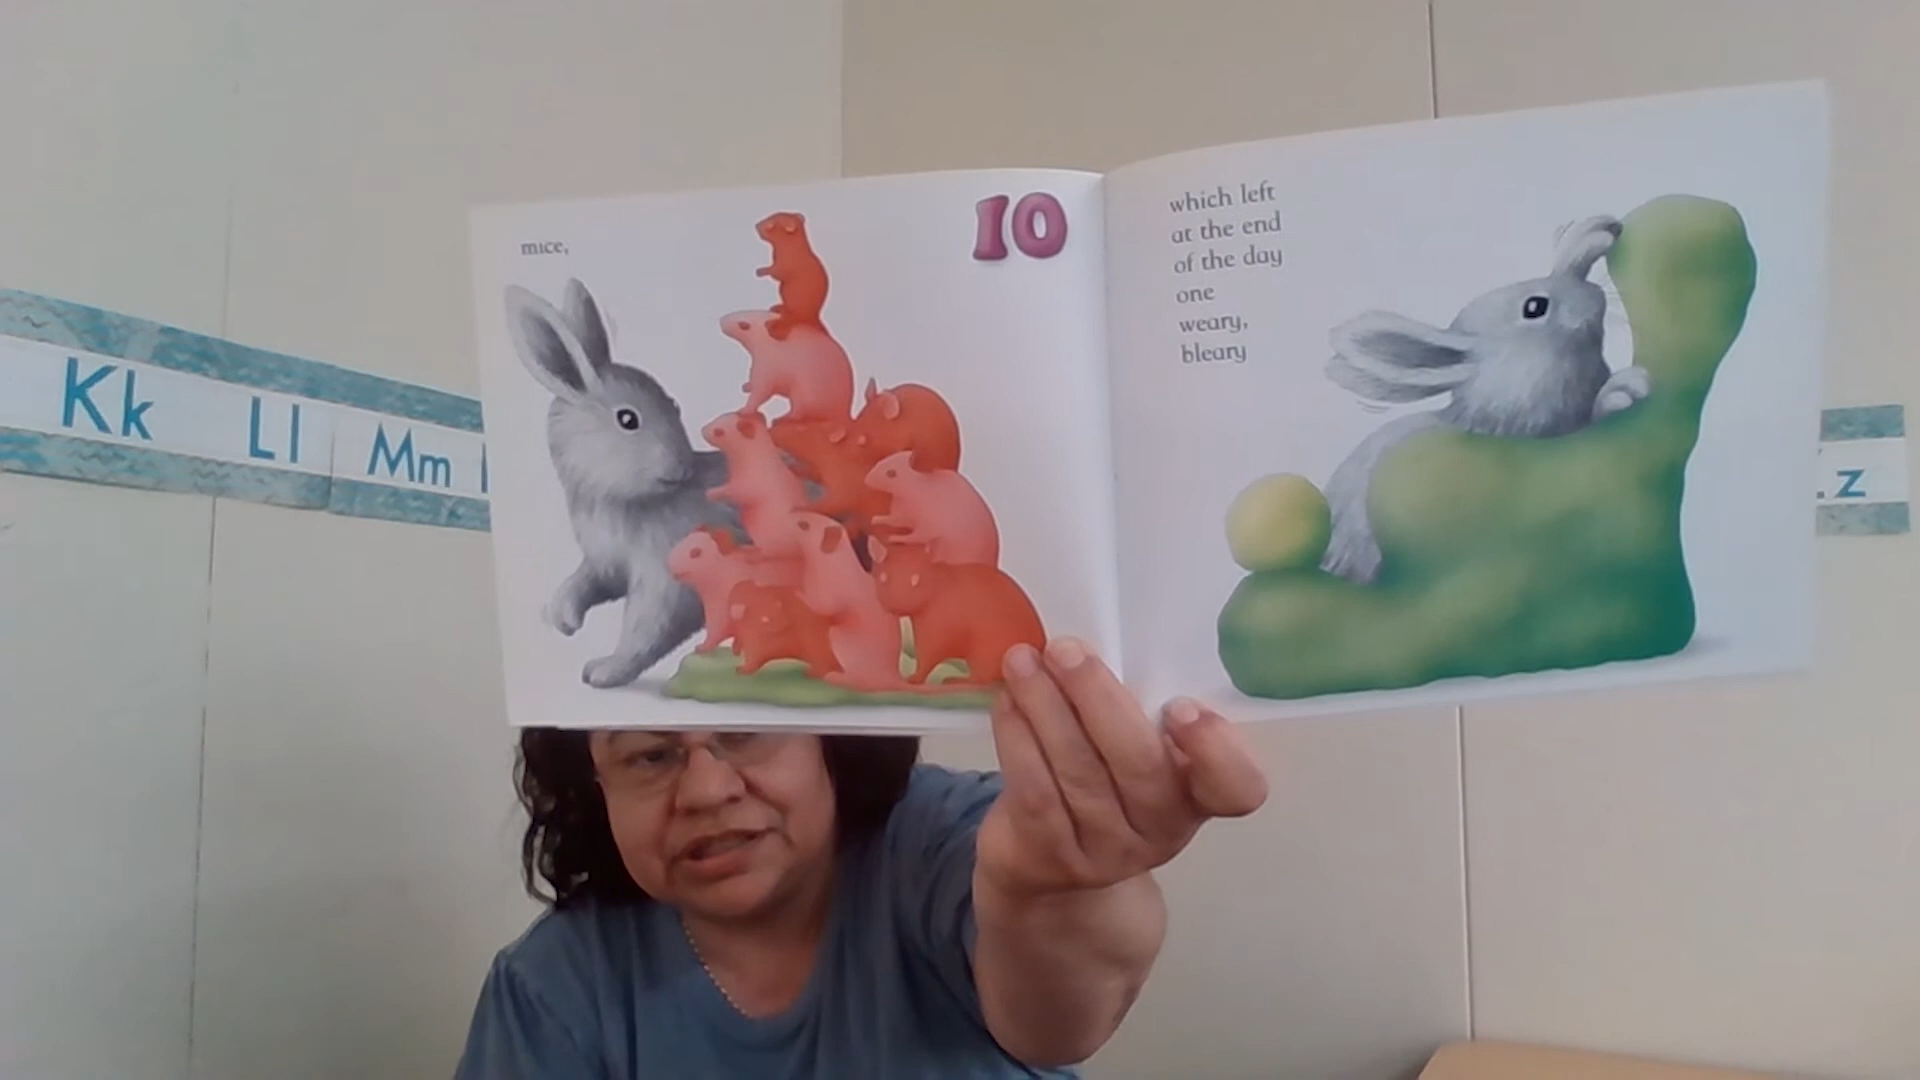 mice,
10
which left
at the end
of the day
one
weary,
bleary
Kk Ll Mm
z